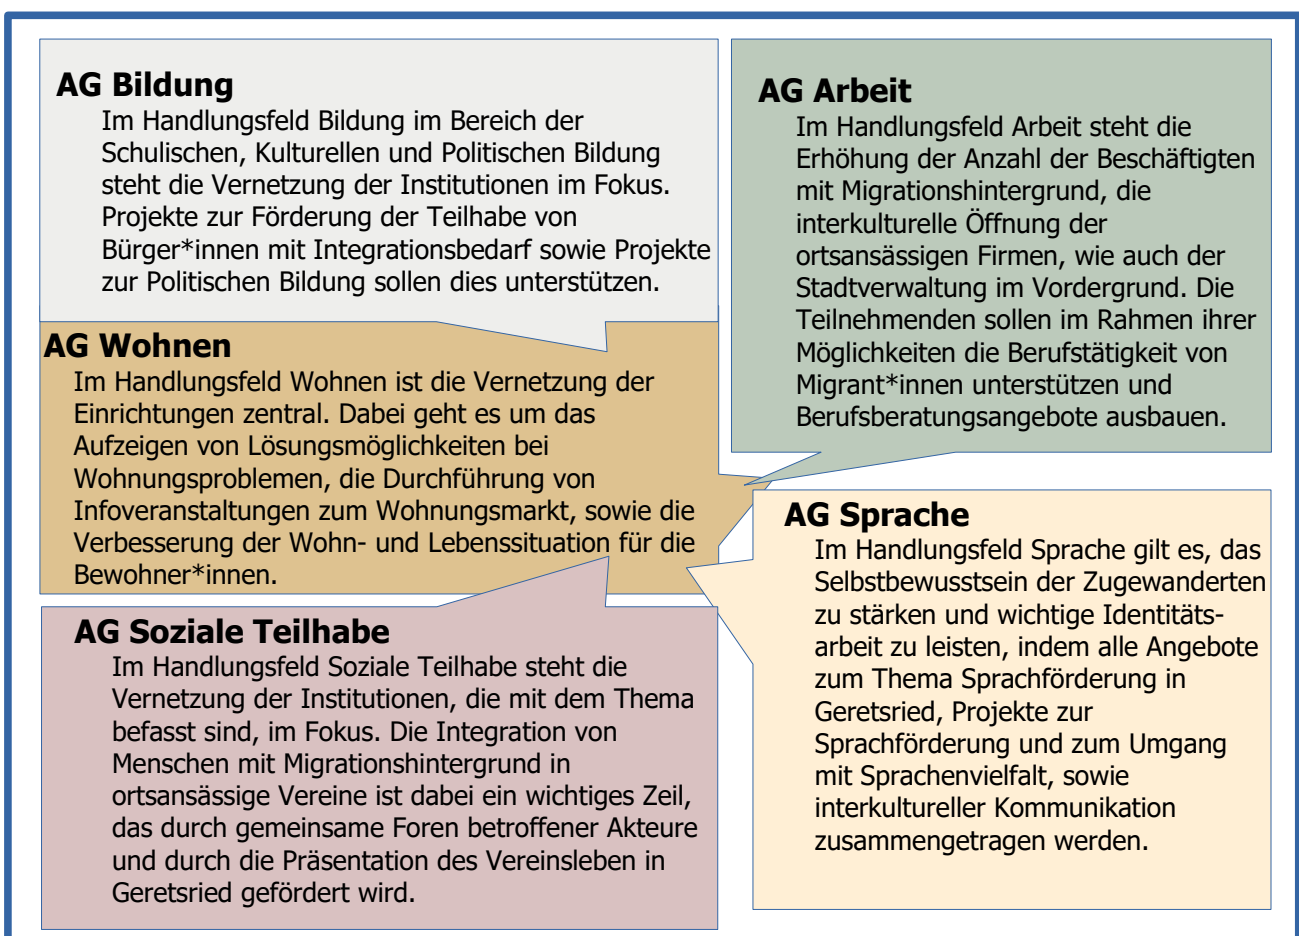 AG Bildung
Im Handlungsfeld Bildung im Bereich der
Schulischen, Kulturellen und Politischen Bildung
steht die Vernetzung der Institutionen im Fokus.
Projekte zur Förderung der Teilhabe von
Bürger*innen mit Integrationsbedarf sowie Projekte
zur Politischen Bildung sollen dies unterstützen.
AG Wohnen
Im Handlungsfeld Wohnen ist die Vernetzung der
Einrichtungen zentral. Dabei geht es um das
Aufzeigen von Lösungsmöglichkeiten bei
Wohnungsproblemen, die Durchführung von
Infoveranstaltungen zum Wohnungsmarkt, sowie die
Verbesserung der Wohn- und Lebenssituation für die
Bewohner*innen.
AG Soziale Teilhabe
Im Handlungsfeld Soziale Teilhabe steht die
Vernetzung der Institutionen, die mit dem Thema
befasst sind, im Fokus. Die Integration von
Menschen mit Migrationshintergrund in
ortsansässige Vereine ist dabei ein wichtiges Zeil,
das durch gemeinsame Foren betroffener Akteure
und durch die Präsentation des Vereinsleben in
Geretsried gefördert wird.
AG Arbeit
Im Handlungsfeld Arbeit steht die
Erhöhung der Anzahl der Beschäftigten
mit Migrationshintergrund, die
interkulturelle Öffnung der
ortsansässigen Firmen, wie auch der
Stadtverwaltung im Vordergrund. Die
Teilnehmenden sollen im Rahmen ihrer
Möglichkeiten die Berufstätigkeit von
Migrant*innen unterstützen und
Berufsberatungsangebote ausbauen.
AG Sprache
Im Handlungsfeld Sprache gilt es, das
Selbstbewusstsein der Zugewanderten
zu stärken und wichtige Identitäts-
arbeit zu leisten, indem alle Angebote
zum Thema Sprachförderung in
Geretsried, Projekte zur
Sprachförderung und zum Umgang
mit Sprachenvielfalt, sowie
interkultureller Kommunikation
zusammengetragen werden.